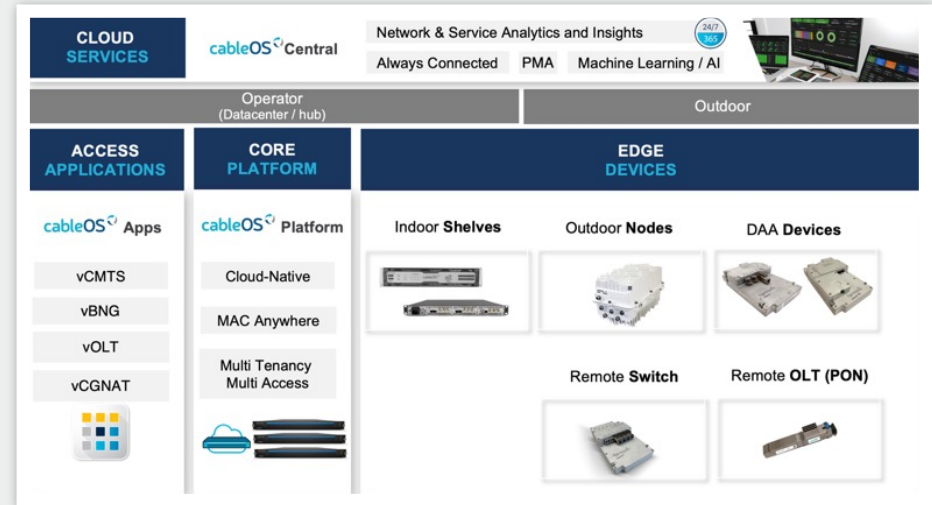 CLOUD
SERVICES
cableOS Central
Network & Service Analytics and Insights
24/7
365
Always Connected
PMA
Machine Learning / AI
Operator
(Datacenter / hub)
Outdoor
ACCESS
APPLICATIONS
CORE
PLATFORM
EDGE
DEVICES
cableOS Apps
vCMTS
vBNG
vOLT
vCGNAT
cableOS Platform
Cloud-Native
MAC Anywhere
Multi Tenancy
Multi Access
Indoor Shelves
Outdoor Nodes
DAA Devices
Remote Switch
Remote OLT (PON)